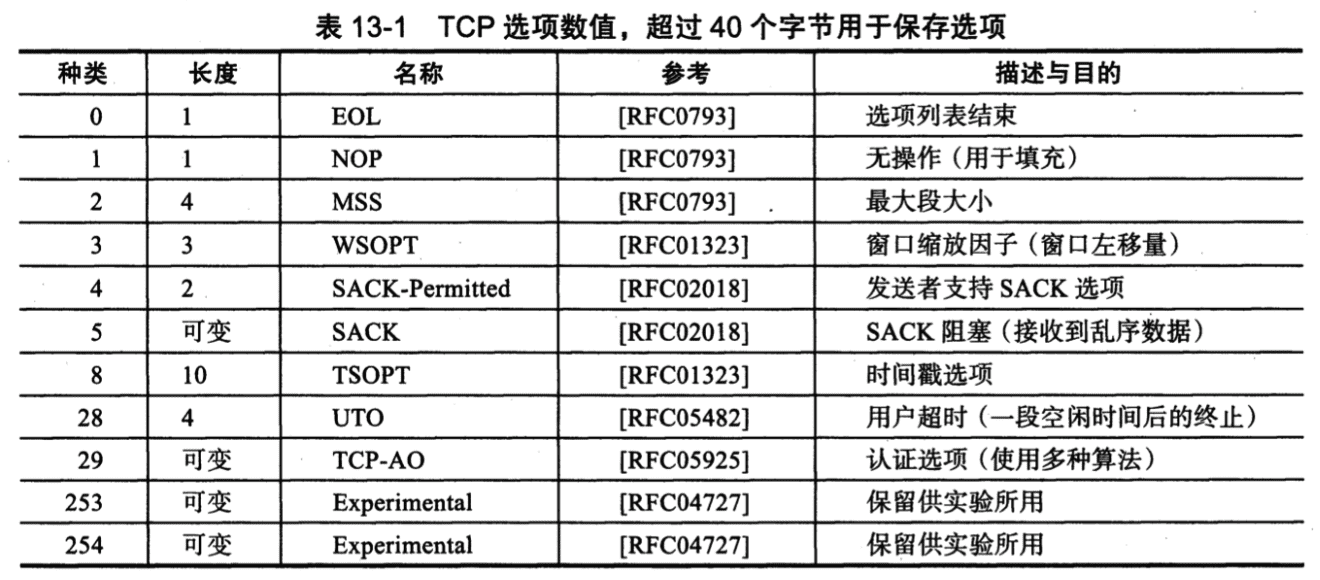 表 13-1 TCP 选项数值，超过 40 个字节用于保存选项
种类 长度 名称 参考 描述与目的
0 1 EOL [RFC0793] 选项列表结束
1 1 NOP [RFC0793] 无操作（用于填充）
2 4 MSS [RFC0793] 最大段大小
3 3 WSOPT [RFC01323] 窗口缩放因子（窗口左移量）
4 2 SACK-Permitted [RFC02018] 发送者支持 SACK 选项
5 可变 SACK [RFC02018] SACK 阻塞（接收到乱序数据）
8 10 TSOPT [RFC01323] 时间戳选项
28 4 UTO [RFC05482] 用户超时（一段空闲时间后的终止）
29 可变 TCP-AO [RFC05925] 认证选项（使用多种算法）
253 可变 Experimental [RFC04727] 保留供实验所用
254 可变 Experimental [RFC04727] 保留供实验所用